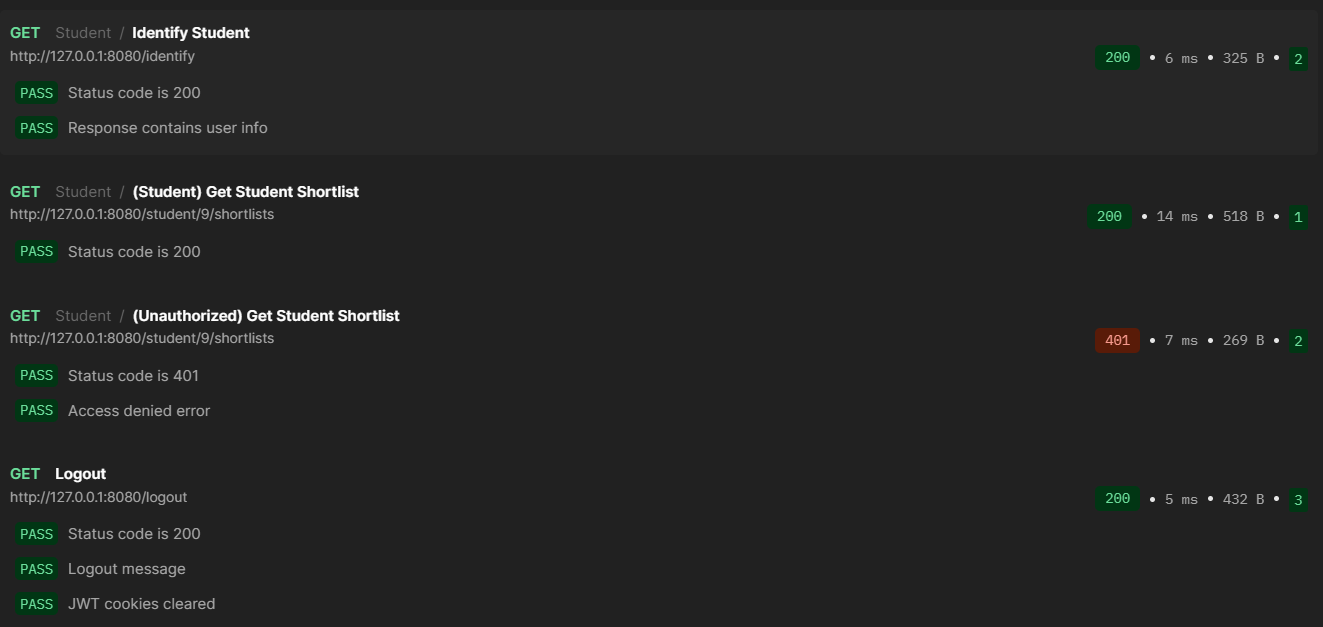 GET Student / Identify Student
http://127.0.0.1:8080/identify
200 • 6 ms • 325 B • 2
PASS Status code is 200
PASS Response contains user info
GET Student / (Student) Get Student Shortlist
http://127.0.0.1:8080/student/9/shortlists
200 • 14 ms • 518 B • 1
PASS Status code is 200
GET Student / (Unauthorized) Get Student Shortlist
http://127.0.0.1:8080/student/9/shortlists
401 • 7 ms • 269 B • 2
PASS Status code is 401
PASS Access denied error
GET Logout
http://127.0.0.1:8080/logout
200 • 5 ms • 432 B • 3
PASS Status code is 200
PASS Logout message
PASS JWT cookies cleared